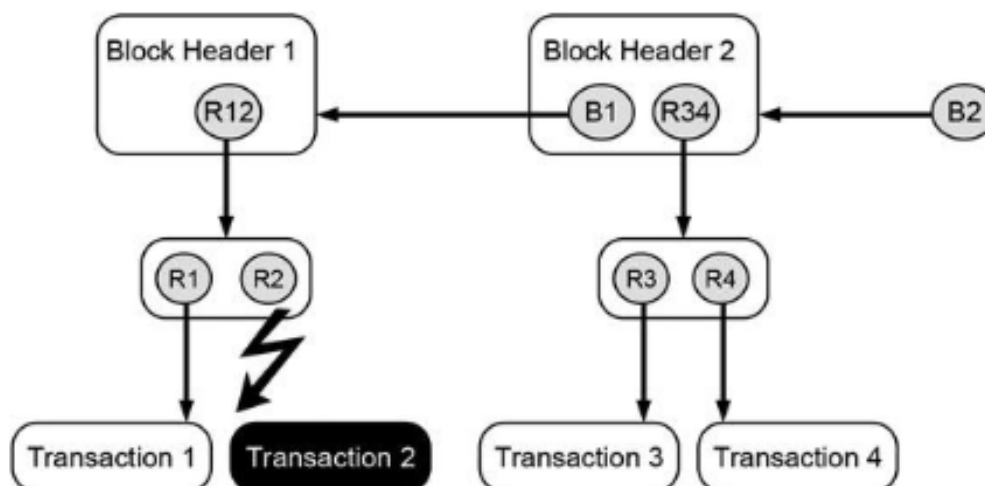 Block Header 1
Block Header 2
R12
B1
R34
B2
R1
R2
R3
R4
Transaction 1
Transaction 2
Transaction 3
Transaction 4